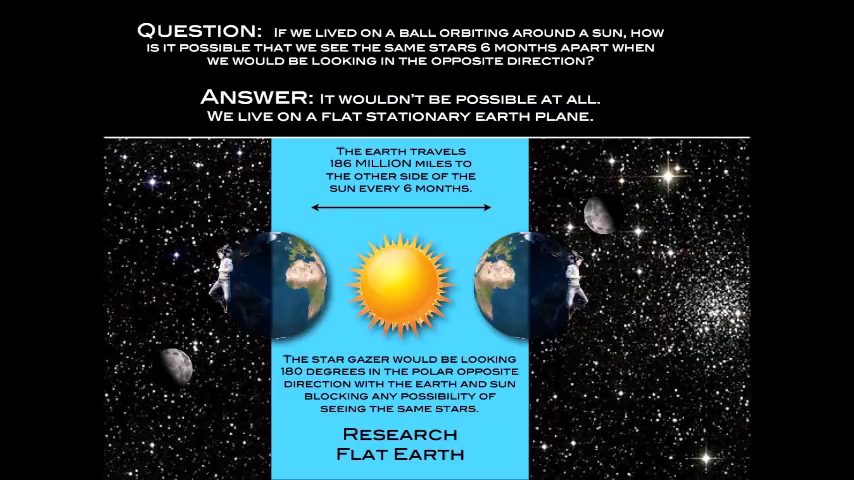 QUESTION: IF WE LIVED ON A BALL ORBITING AROUND A SUN, HOW
IS IT POSSIBLE THAT WE SEE THE SAME STARS 6 MONTHS APART WHEN
WE WOULD BE LOOKING IN THE OPPOSITE DIRECTION?
ANSWER: IT WOULDN'T BE POSSIBLE AT ALL.
WE LIVE ON A FLAT STATIONARY EARTH PLANE.
THE EARTH TRAVELS
186 MILLION MILES TO
THE OTHER SIDE OF THE
SUN EVERY 6 MONTHS.
THE STAR GAZER WOULD BE LOOKING
180 DEGREES IN THE POLAR OPPOSITE
DIRECTION WITH THE EARTH AND SUN
BLOCKING ANY POSSIBILITY OF
SEEING THE SAME STARS.
RESEARCH
FLAT EARTH